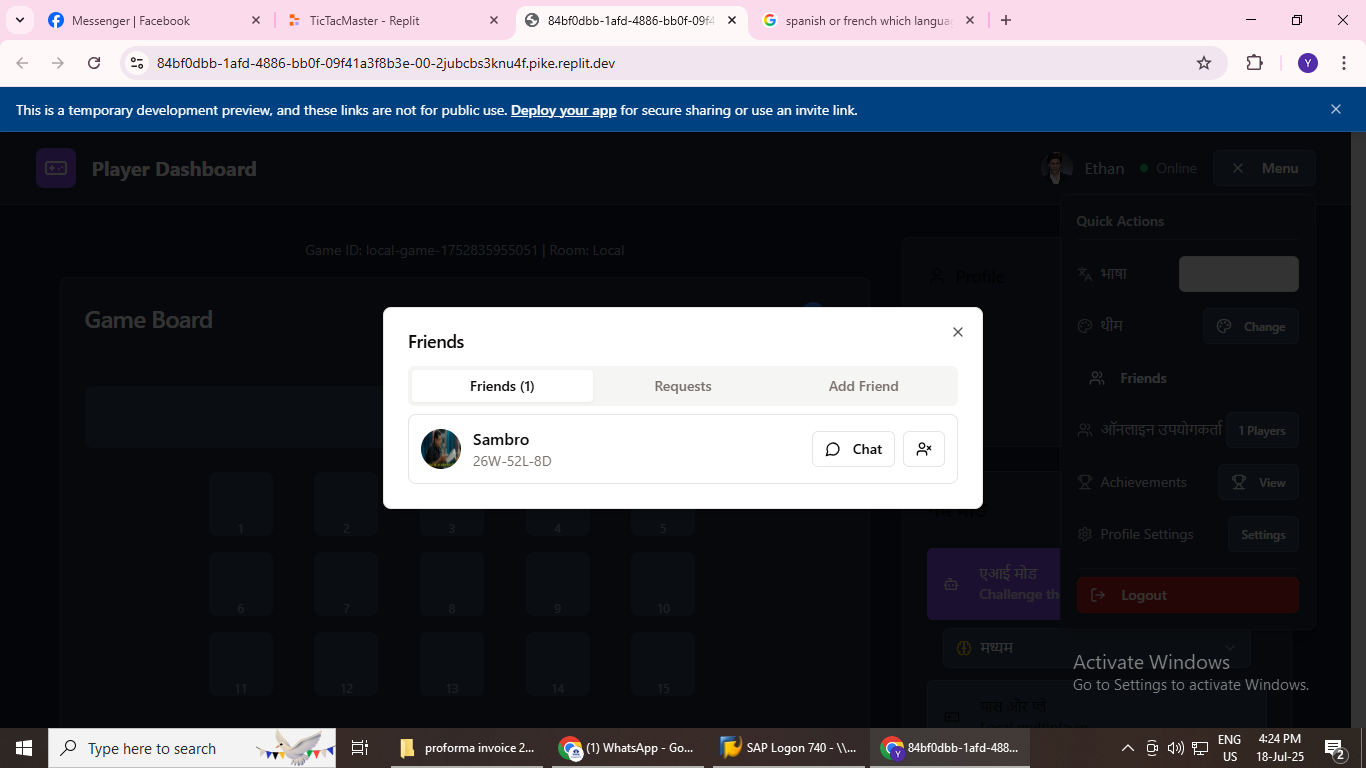 Messenger | Facebook
TicTacMaster - Replit
84bf0dbb-1afd-4886-bb0f-09f4
spanish or french which langua
84bf0dbb-1afd-4886-bb0f-09f41a3f8b3e-00-2jubcbs3knu4f.pike.replit.dev
Y
This is a temporary development preview, and these links are not for public use. Deploy your app for secure sharing or use an invite link.
Player Dashboard
Ethan
Online
Menu
Game ID: local-game-1752835955051 | Room: Local
Game Board
Profile
Quick Actions
भाषा
थीम
Change
Friends
ऑनलाइन उपयोगकर्ता
1 Players
Achievements
View
Profile Settings
Settings
Logout
Friends
Friends (1)
Requests
Add Friend
Sambro
26W-52L-8D
Chat
1
2
3
4
5
6
7
8
9
10
11
12
13
14
15
एआई मोड
Challenge th
मध्यम
पास और प्ले
Local multiplayer
Activate Windows
Go to Settings to activate Windows.
Type here to search
proforma invoice 2...
(1) WhatsApp - Go...
SAP Logon 740 - \\...
84bf0dbb-1afd-488...
ENG
US
4:24 PM
18-Jul-25
2